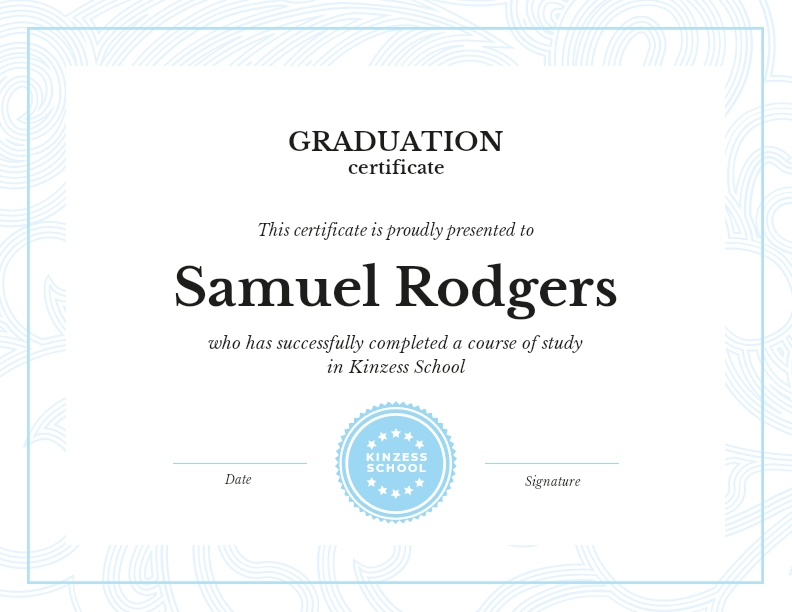 GRADUATION
certificate
This certificate is proudly presented to
Samuel Rodgers
who has successfully completed a course of study
in Kinzess School
KINZESS
SCHOOL
Date
Signature